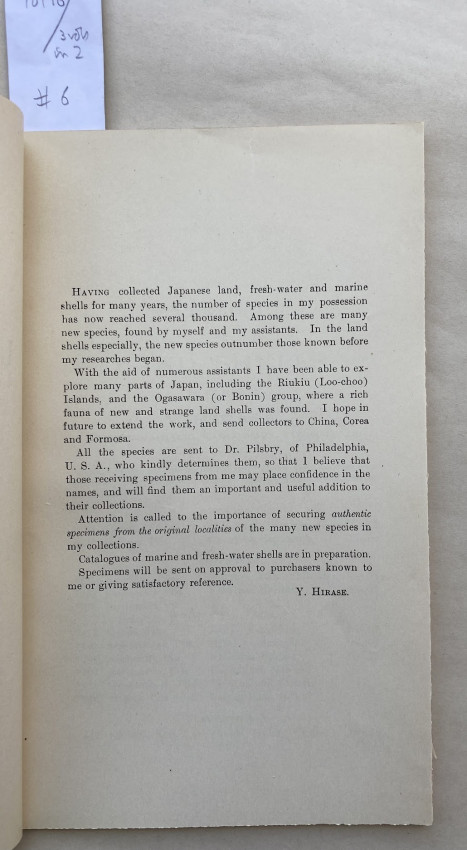 3 vols
in 2
# 6
HAVING collected Japanese land, fresh-water and marine
shells for many years, the number of species in my possession
has now reached several thousand. Among these are many
new species, found by myself and my assistants. In the land
shells especially, the new species outnumber those known before
my researches began.
With the aid of numerous assistants I have been able to ex-
plore many parts of Japan, including the Riukiu (Loo-choo)
Islands, and the Ogasawara (or Bonin) group, where a rich
fauna of new and strange land shells was found. I hope in
future to extend the work, and send collectors to China, Corea
and Formosa.
All the species are sent to Dr. Pilsbry, of Philadelphia,
U. S. A., who kindly determines them, so that I believe that
those receiving specimens from me may place confidence in the
names, and will find them an important and useful addition to
their collections.
Attention is called to the importance of securing authentic
specimens from the original localities of the many new species in
my collections.
Catalogues of marine and fresh-water shells are in preparation.
Specimens will be sent on approval to purchasers known to
me or giving satisfactory reference.
Y. HIRASE.